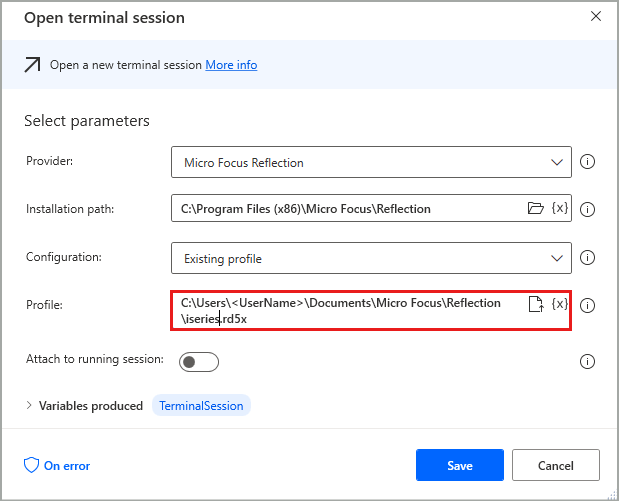 Open terminal session
Open a new terminal session More info
Select parameters
Provider:
Micro Focus Reflection
Installation path:
C:\Program Files (x86)\Micro Focus\Reflection
{x}
Configuration:
Existing profile
Profile:
C:\Users\<UserName>\Documents\Micro Focus\Reflection
\iseries.rd5x
{x}
Attach to running session:
Variables produced TerminalSession
On error
Save
Cancel